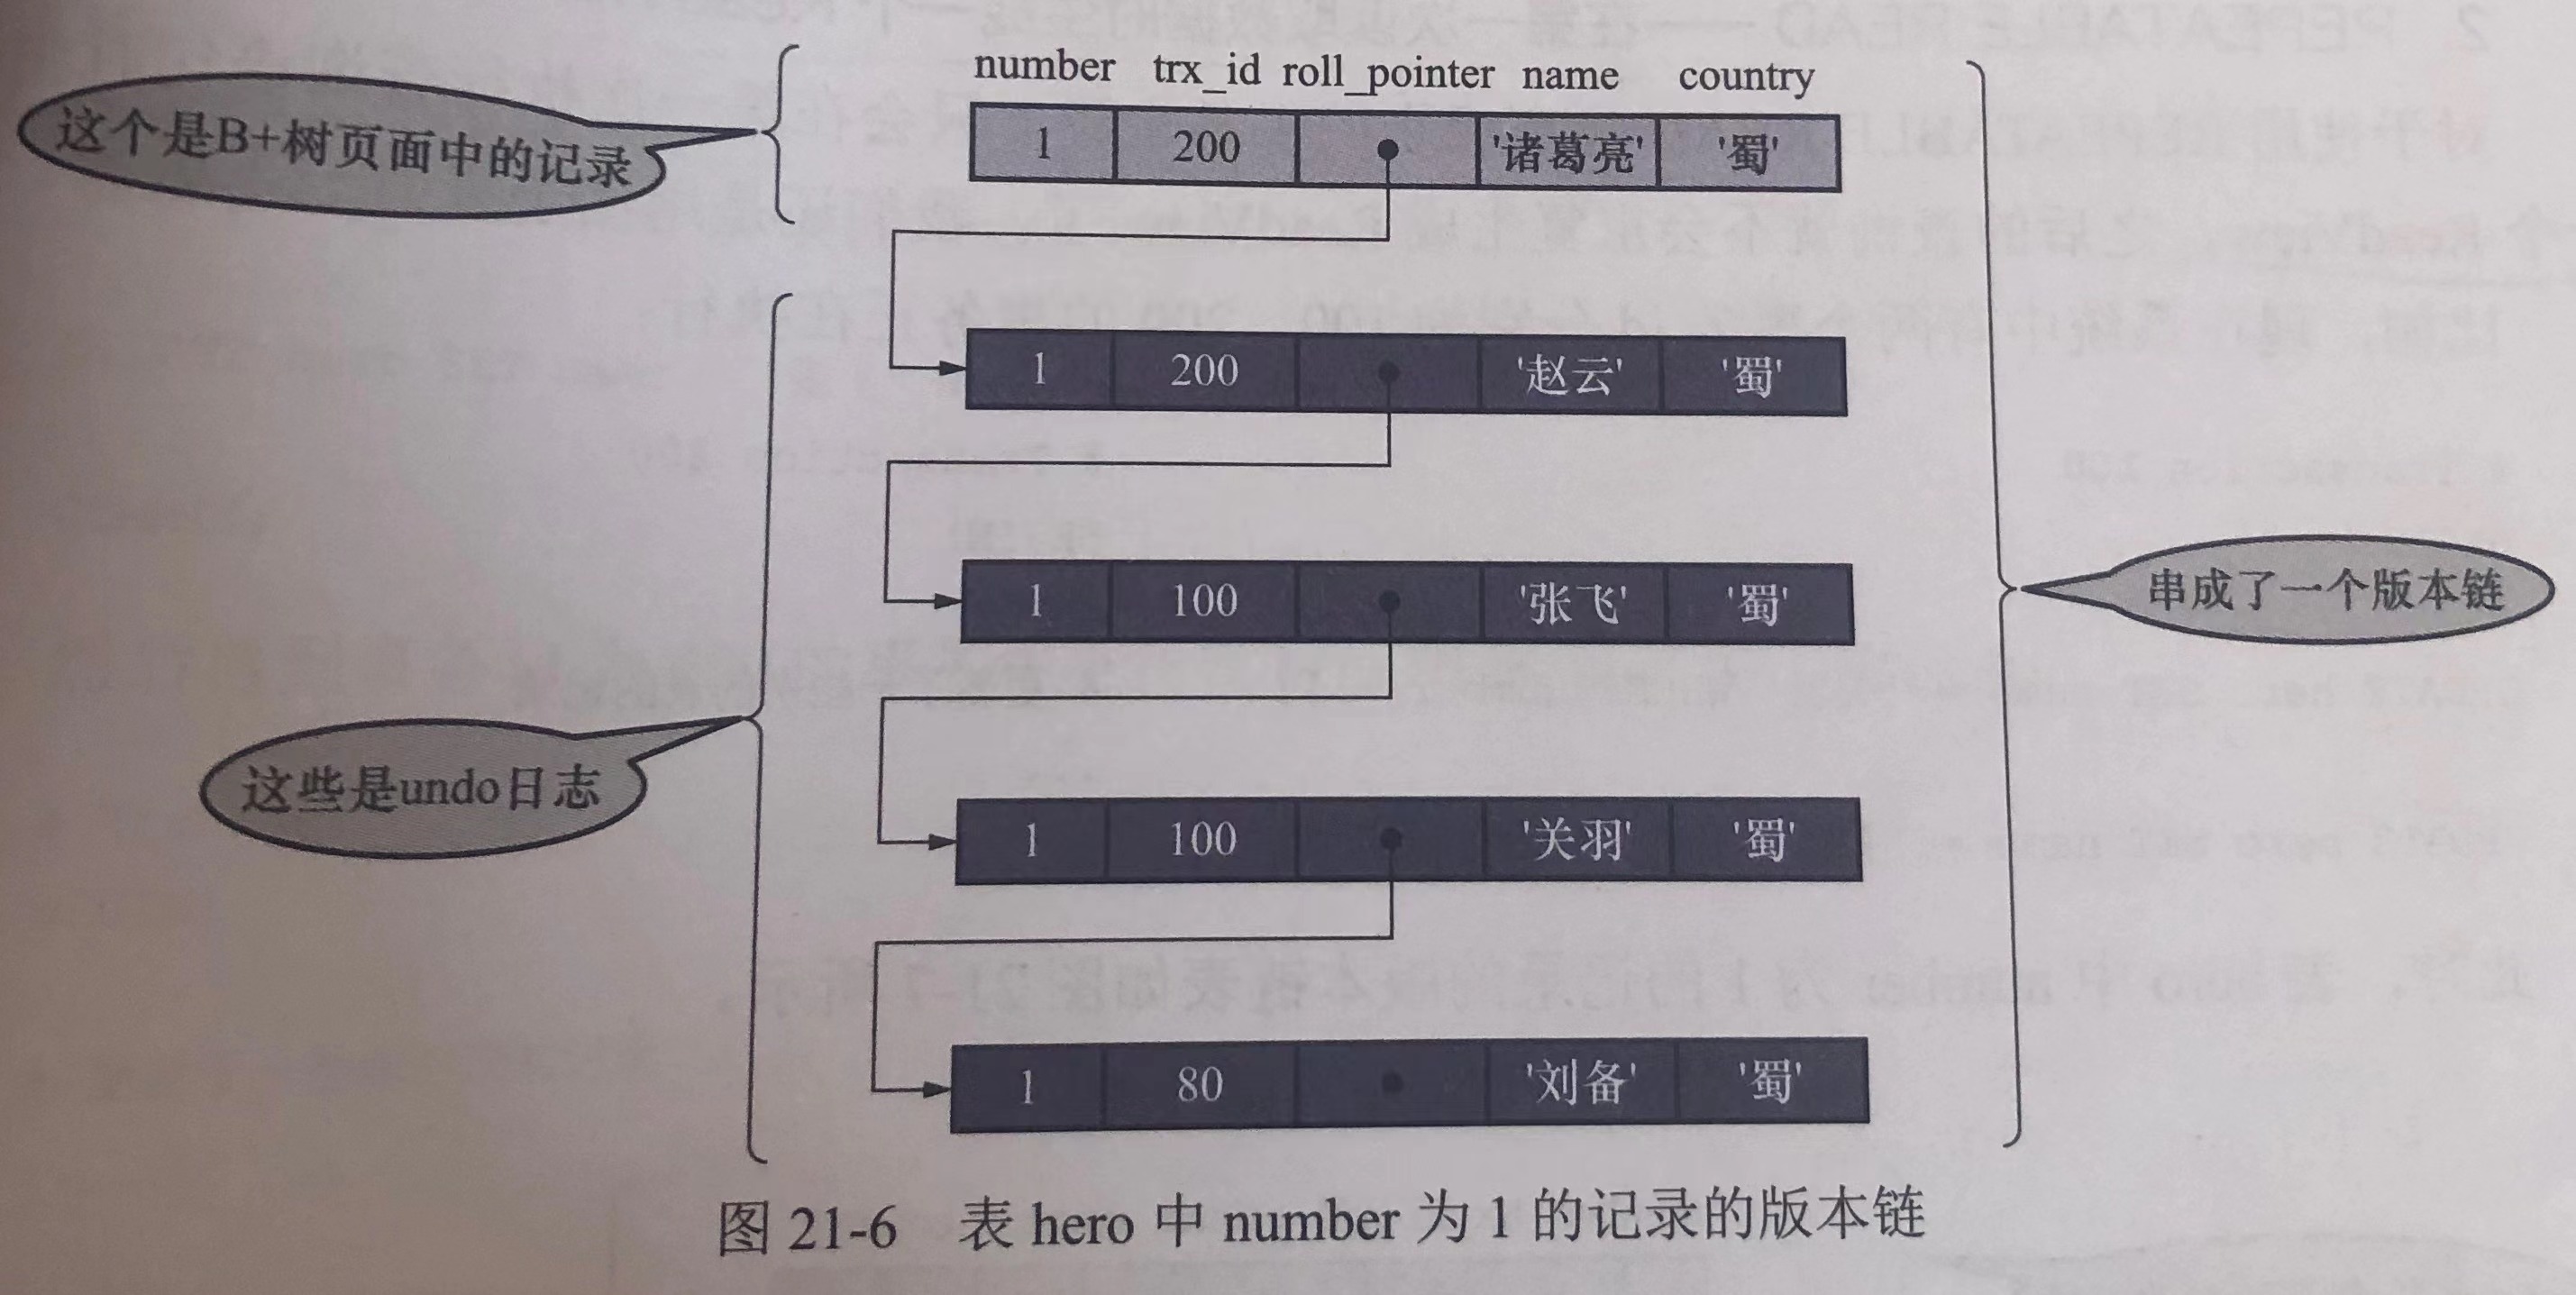 number trx_id roll_pointer name country
这个是B+树页面中的记录
1 200 '诸葛亮' '蜀'
1 200 '赵云' '蜀'
1 100 '张飞' '蜀'
串成了一个版本链
这些是undo日志
1 100 '关羽' '蜀'
1 80 '刘备' '蜀'
图 21-6 表 hero 中 number 为 1 的记录的版本链